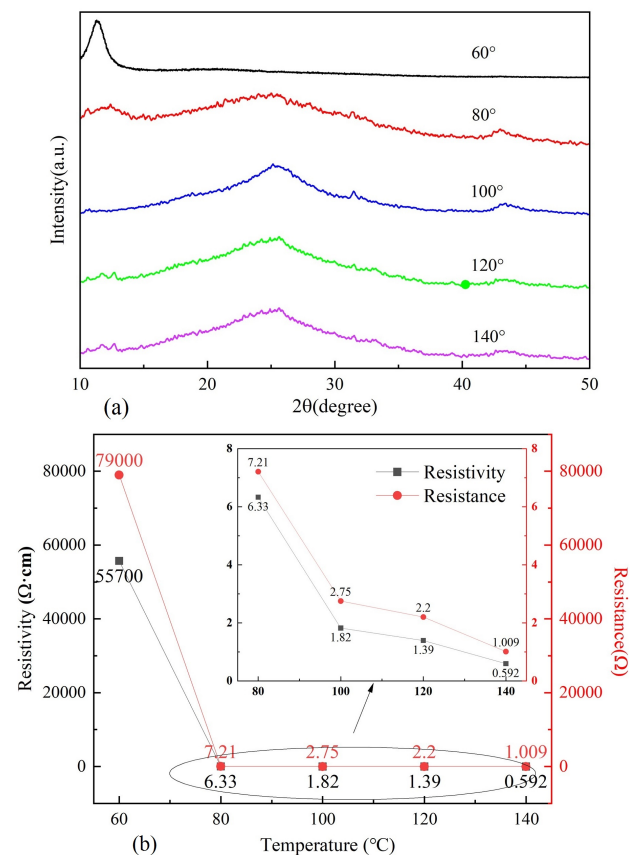 60°
80°
100°
120°
140°
Intensity(a.u.)
10 20 30 40 50
2θ(degree)
(a)
79000
55700
80000
60000
40000
20000
0
Resistivity (Ω·cm)
8
6
4
2
0
7.21
6.33
2.75
1.82
2.2
1.39
1.009
0.592
Resistivity
Resistance
80 100 120 140
8
6
4
2
0
80000
60000
40000
20000
0
Resistance(Ω)
7.21 2.75 2.2 1.009
6.33 1.82 1.39 0.592
60 80 100 120 140
(b) Temperature (℃)